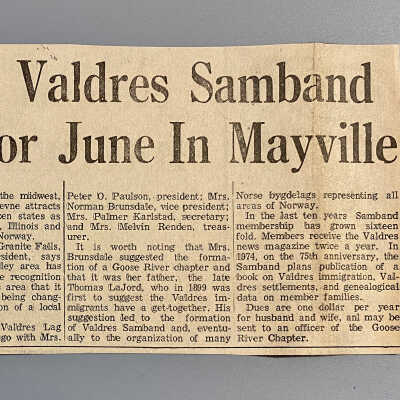 Valdres Samband
or June In Mayville
the midwest,
evne attracts
en states as
, Illinois and
Norway.
Granite Falls,
sident, says
ley area has
e recognition
s area that it
being chang-
on of a local
Valdres Lag
go with Mrs.
Peter O. Paulson, president; Mrs.
Norman Brunsdale, vice president;
Mrs. Palmer Karlstad, secretary;
and Mrs. Melvin Renden, treas-
urer.
It is worth noting that Mrs.
Brunsdale suggested the forma-
tion of a Goose River chapter and
that it was her father, the late
Thomas LaJord, who in 1899 was
first to suggest the Valdres im-
migrants have a get-together. His
suggestion led to the formation
of Valdres Samband and, eventu-
ally to the organization of many
Norse bygdelags representing all
areas of Norway.
In the last ten years Samband
membership has grown sixteen
fold. Members receive the Valdres
news magazine twice a year. In
1974, on the 75th anniversary, the
Samband plans publication of a
book on Valdres immigration, Val-
dres settlements, and genealogical
data on member families.
Dues are one dollar per year
for husband and wife, anl may be
sent to an officer of the Goose
River Chapter.